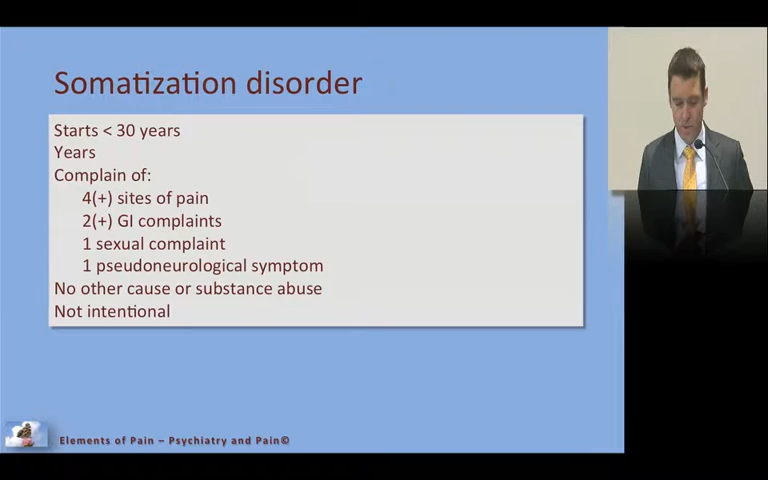 Somatization disorder
Starts < 30 years
Years
Complain of:
4(+) sites of pain
2(+) GI complaints
1 sexual complaint
1 pseudoneurological symptom
No other cause or substance abuse
Not intentional
Elements of Pain – Psychiatry and Pain©